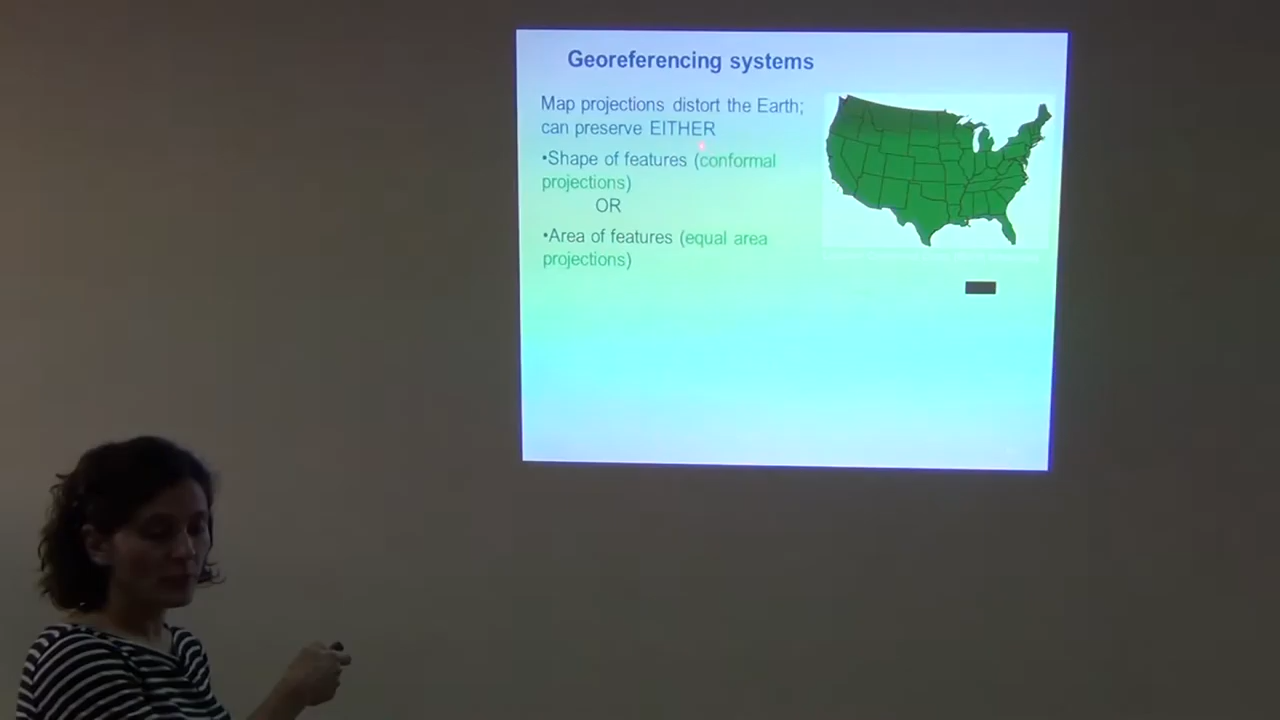 Georeferencing systems
Map projections distort the Earth;
can preserve EITHER
•Shape of features (conformal
projections)
OR
•Area of features (equal area
projections)